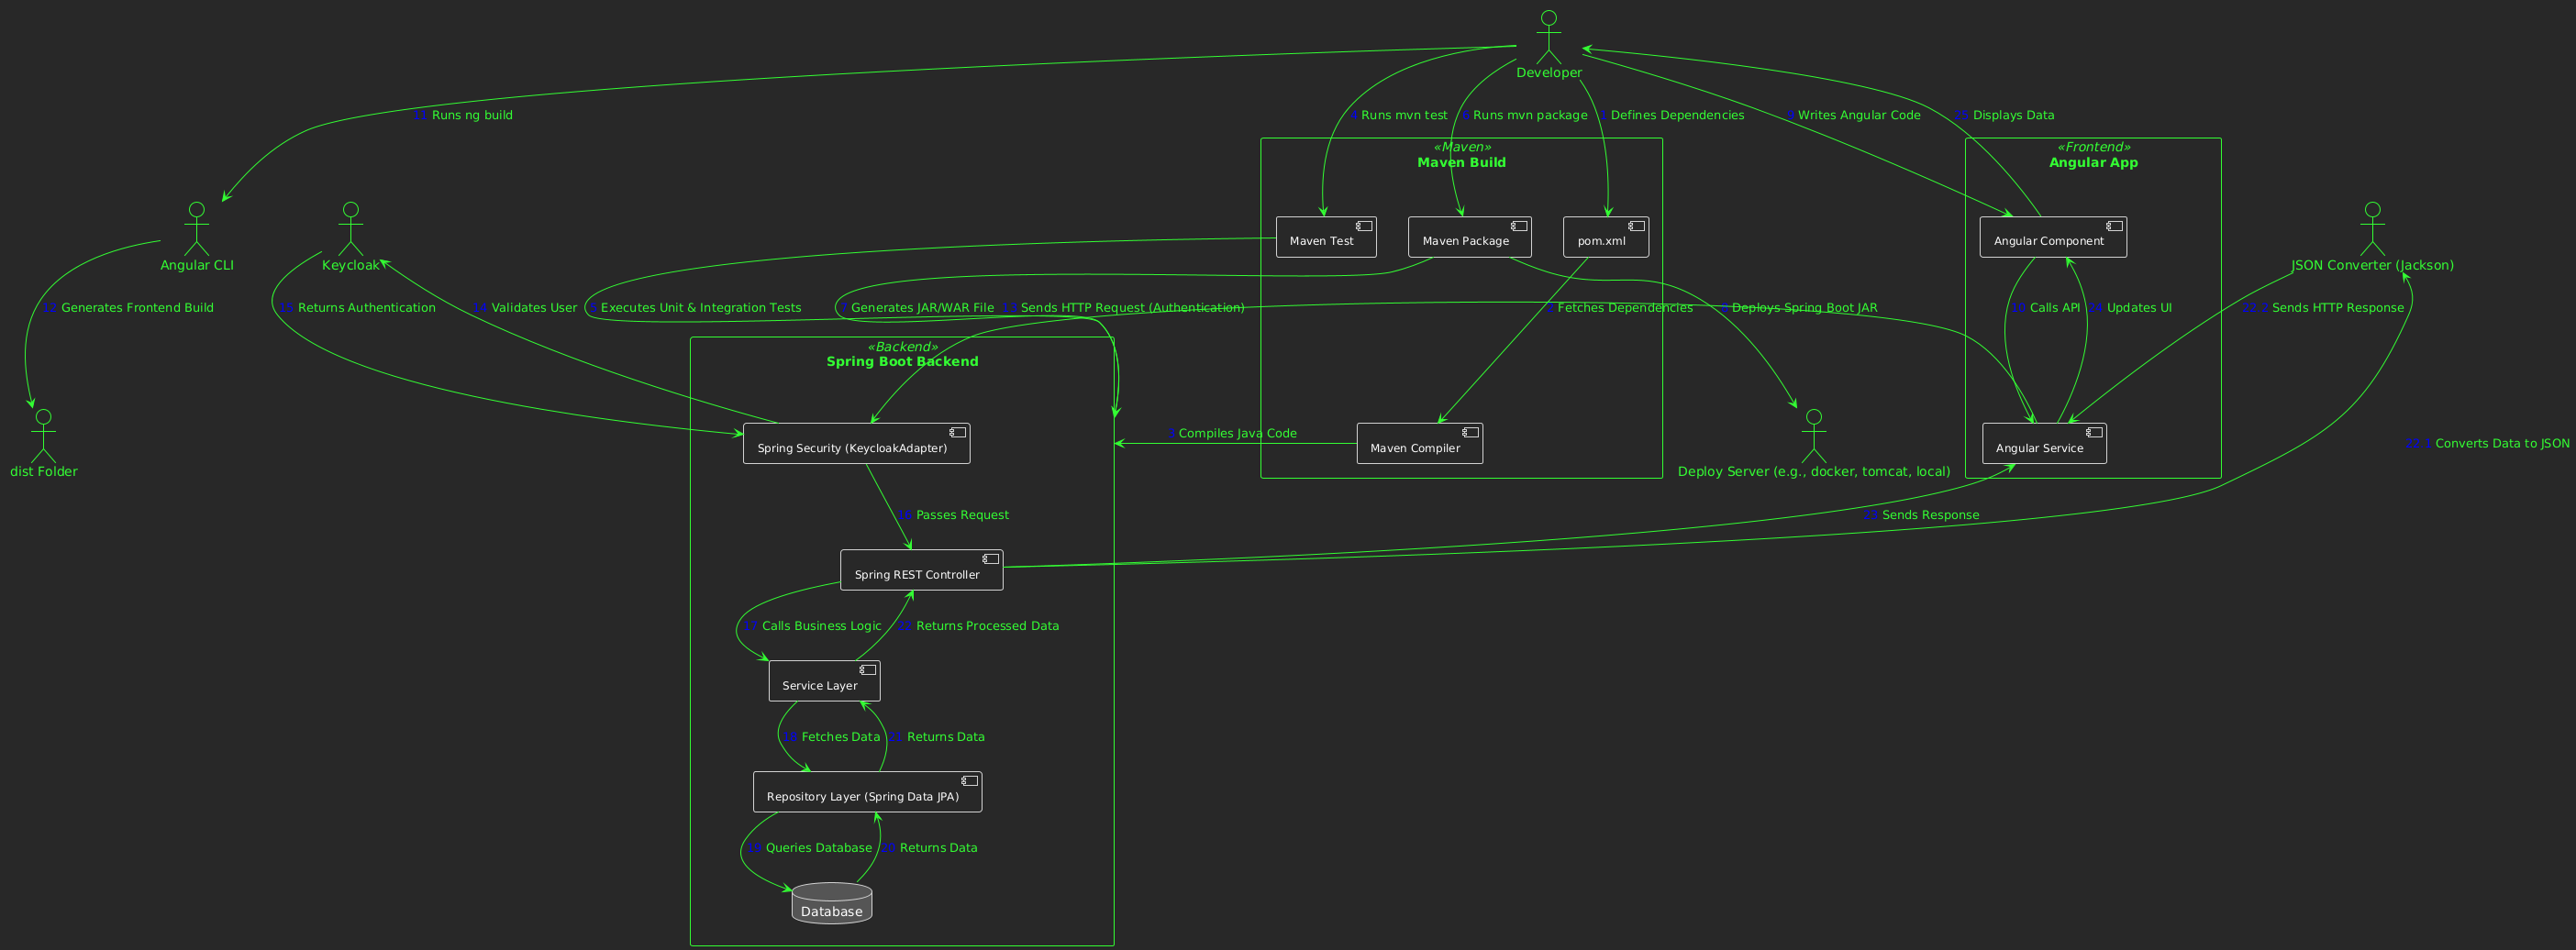 Developer
11 Runs ng build
4 Runs mvn test
6 Runs mvn package
1 Defines Dependencies
9 Writes Angular Code
25 Displays Data
«Maven»
Maven Build
«Frontend»
Angular App
Maven Test
Maven Package
pom.xml
Angular Component
Angular CLI
Keycloak
JSON Converter (Jackson)
12 Generates Frontend Build
15 Returns Authentication
14 Validates User
5 Executes Unit & Integration Tests
7 Generates JAR/WAR File
13 Sends HTTP Request (Authentication)
2 Fetches Dependencies
8 Deploys Spring Boot JAR
10 Calls API
24 Updates UI
22.2 Sends HTTP Response
«Backend»
Spring Boot Backend
3 Compiles Java Code
22.1 Converts Data to JSON
Spring Security (KeycloakAdapter)
Maven Compiler
Angular Service
dist Folder
Deploy Server (e.g., docker, tomcat, local)
16 Passes Request
23 Sends Response
Spring REST Controller
17 Calls Business Logic
22 Returns Processed Data
Service Layer
18 Fetches Data
21 Returns Data
Repository Layer (Spring Data JPA)
19 Queries Database
20 Returns Data
Database